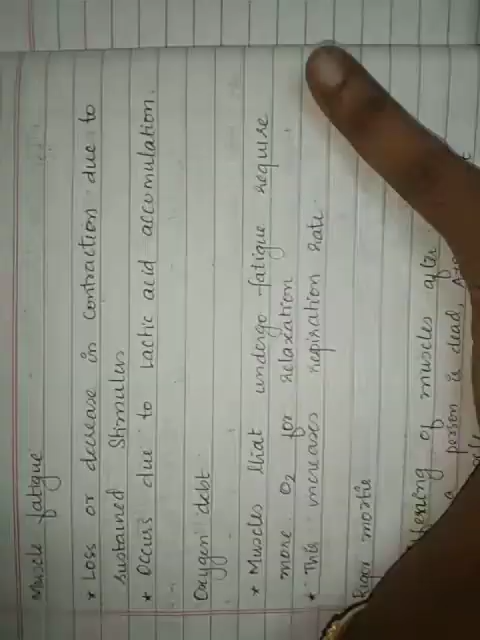 Muscle fatigue
* Loss or decrease in contraction due to
sustained stimulus
* Occurs due to Lactic acid accumulation.
Oxygen debt
* Muscles that undergo fatigue require
more O2 for relaxation
* This increases respiration rate.
Rigor mortis
of muscles after
person is dead,